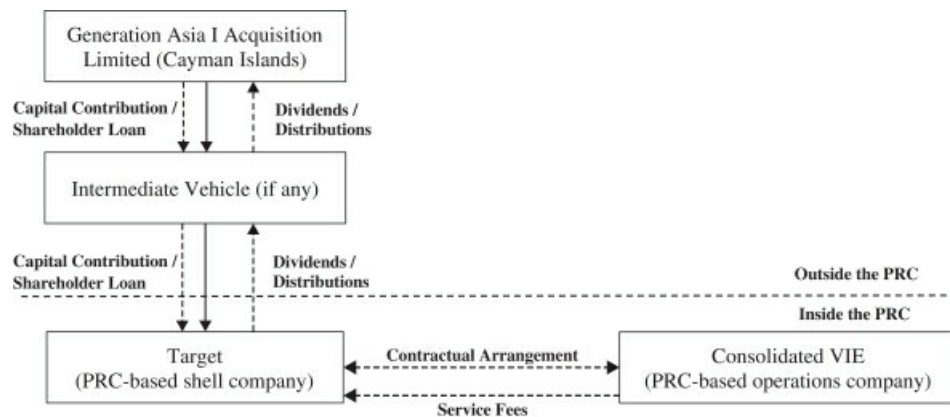 Generation Asia I Acquisition
Limited (Cayman Islands)
Capital Contribution /
Shareholder Loan
Dividends /
Distributions
Intermediate Vehicle (if any)
Capital Contribution /
Shareholder Loan
Dividends /
Distributions
Outside the PRC
Inside the PRC
Target
(PRC-based shell company)
Contractual Arrangement
Consolidated VIE
(PRC-based operations company)
Service Fees